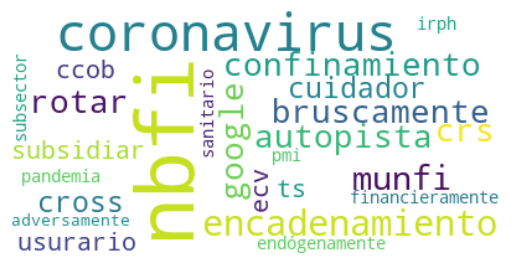 coronavirus
irph
subsector
ccob
nbfi
sanitario
confinamiento
cuidador
rotar
google
bruscamente
autopista
crs
subsidiar
pmi
pandemia
ecv
ts
munfi
financieramente
cross
adversamente
encadenamiento
usurario
endógenamente